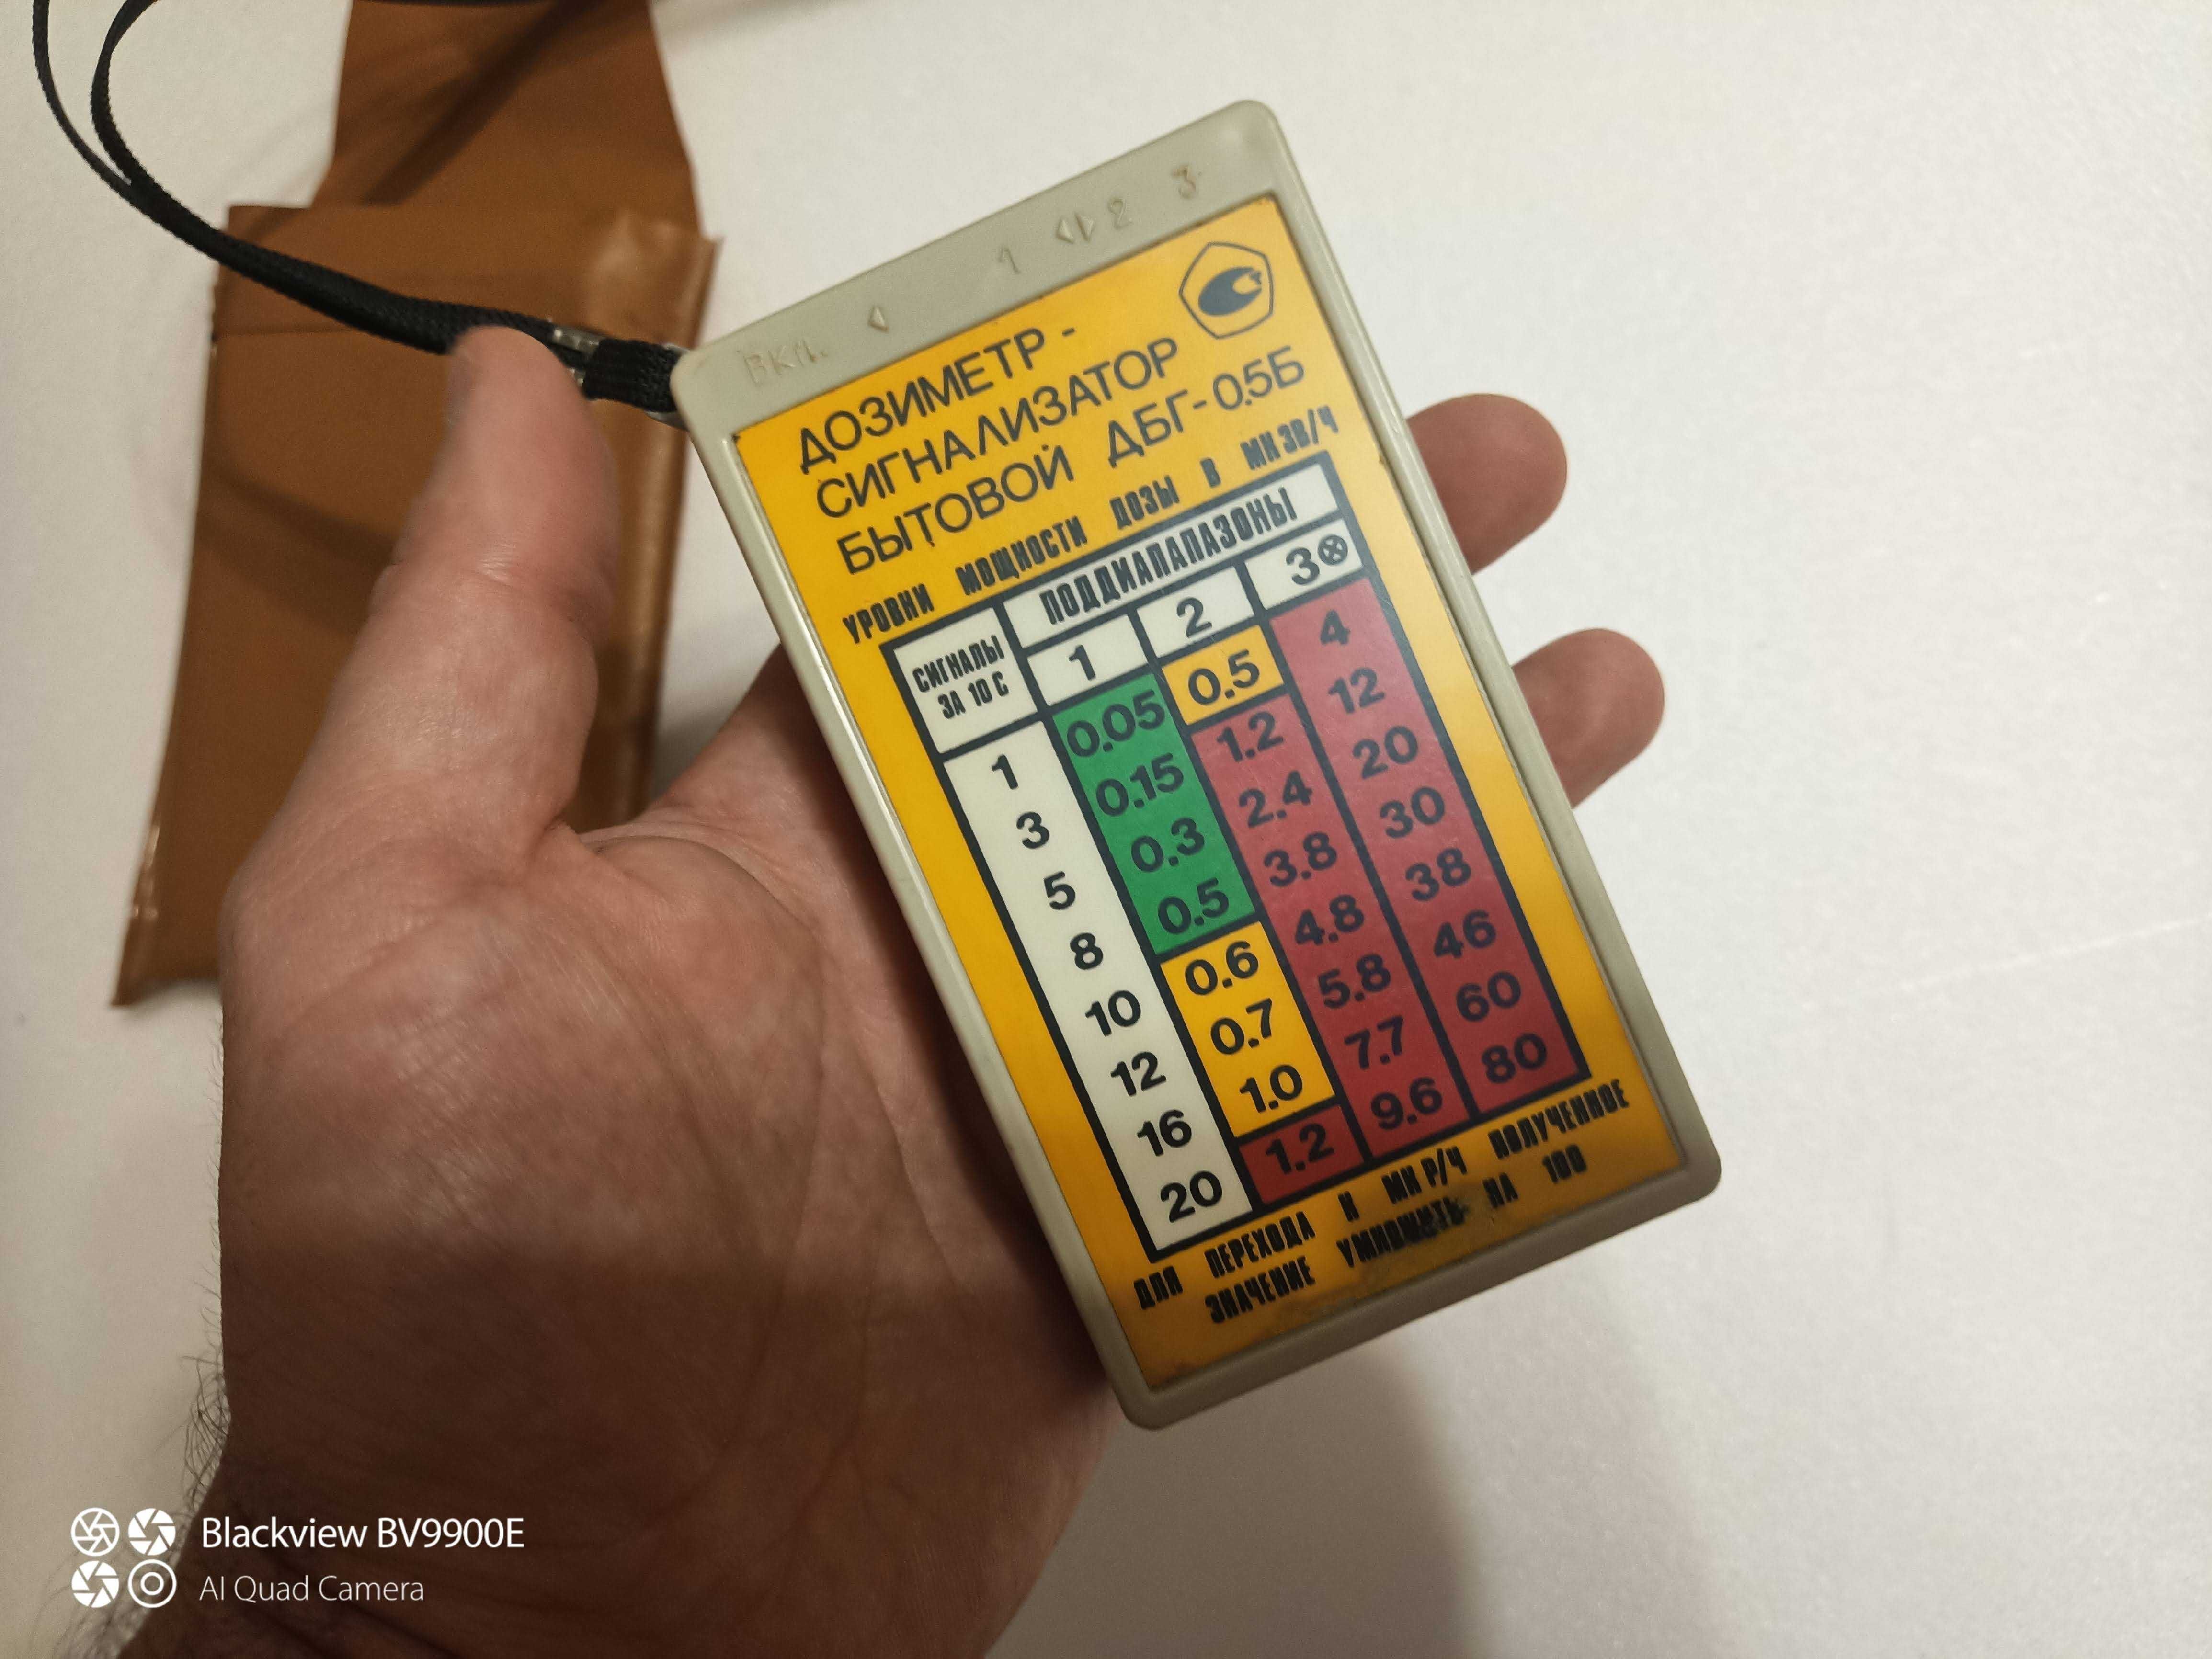 ВКЛ. ◁ 1 ◁▷ 2 3
ДОЗИМЕТР -
СИГНАЛИЗАТОР
БЫТОВОЙ ДБГ-0.5Б
УРОВНИ МОЩНОСТИ ДОЗЫ В МКЗВ/Ч
СИГНАЛЫ ЗА 10 С ПОДДИАПАПАЗОНЫ
1 2 3⊗
1 0.05 0.5 4
3 0.15 1.2 12
5 0.3 2.4 20
8 0.5 3.8 30
10 0.6 4.8 38
12 0.7 5.8 46
16 1.0 7.7 60
20 1.2 9.6 80
ДЛЯ ПЕРЕХОДА К МК Р/Ч ПОЛУЧЕННОЕ
ЗНАЧЕНИЕ УМНОЖИТЬ НА 100
Blackview BV9900E
AI Quad Camera